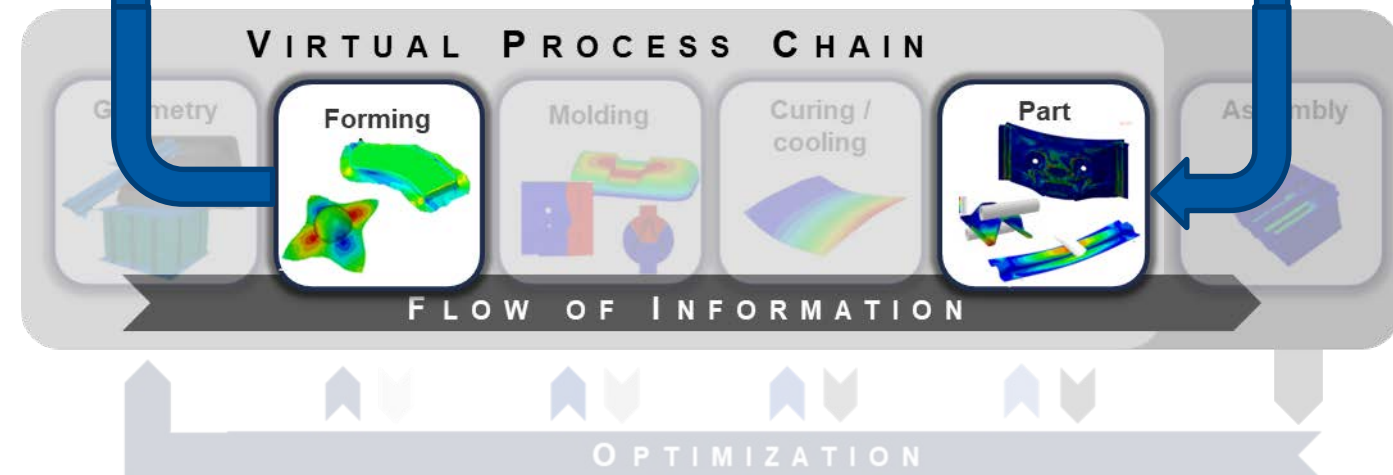 VIRTUAL PROCESS CHAIN
Forming
Molding
Curing /
cooling
Part
FLOW OF INFORMATION
OPTIMIZATION